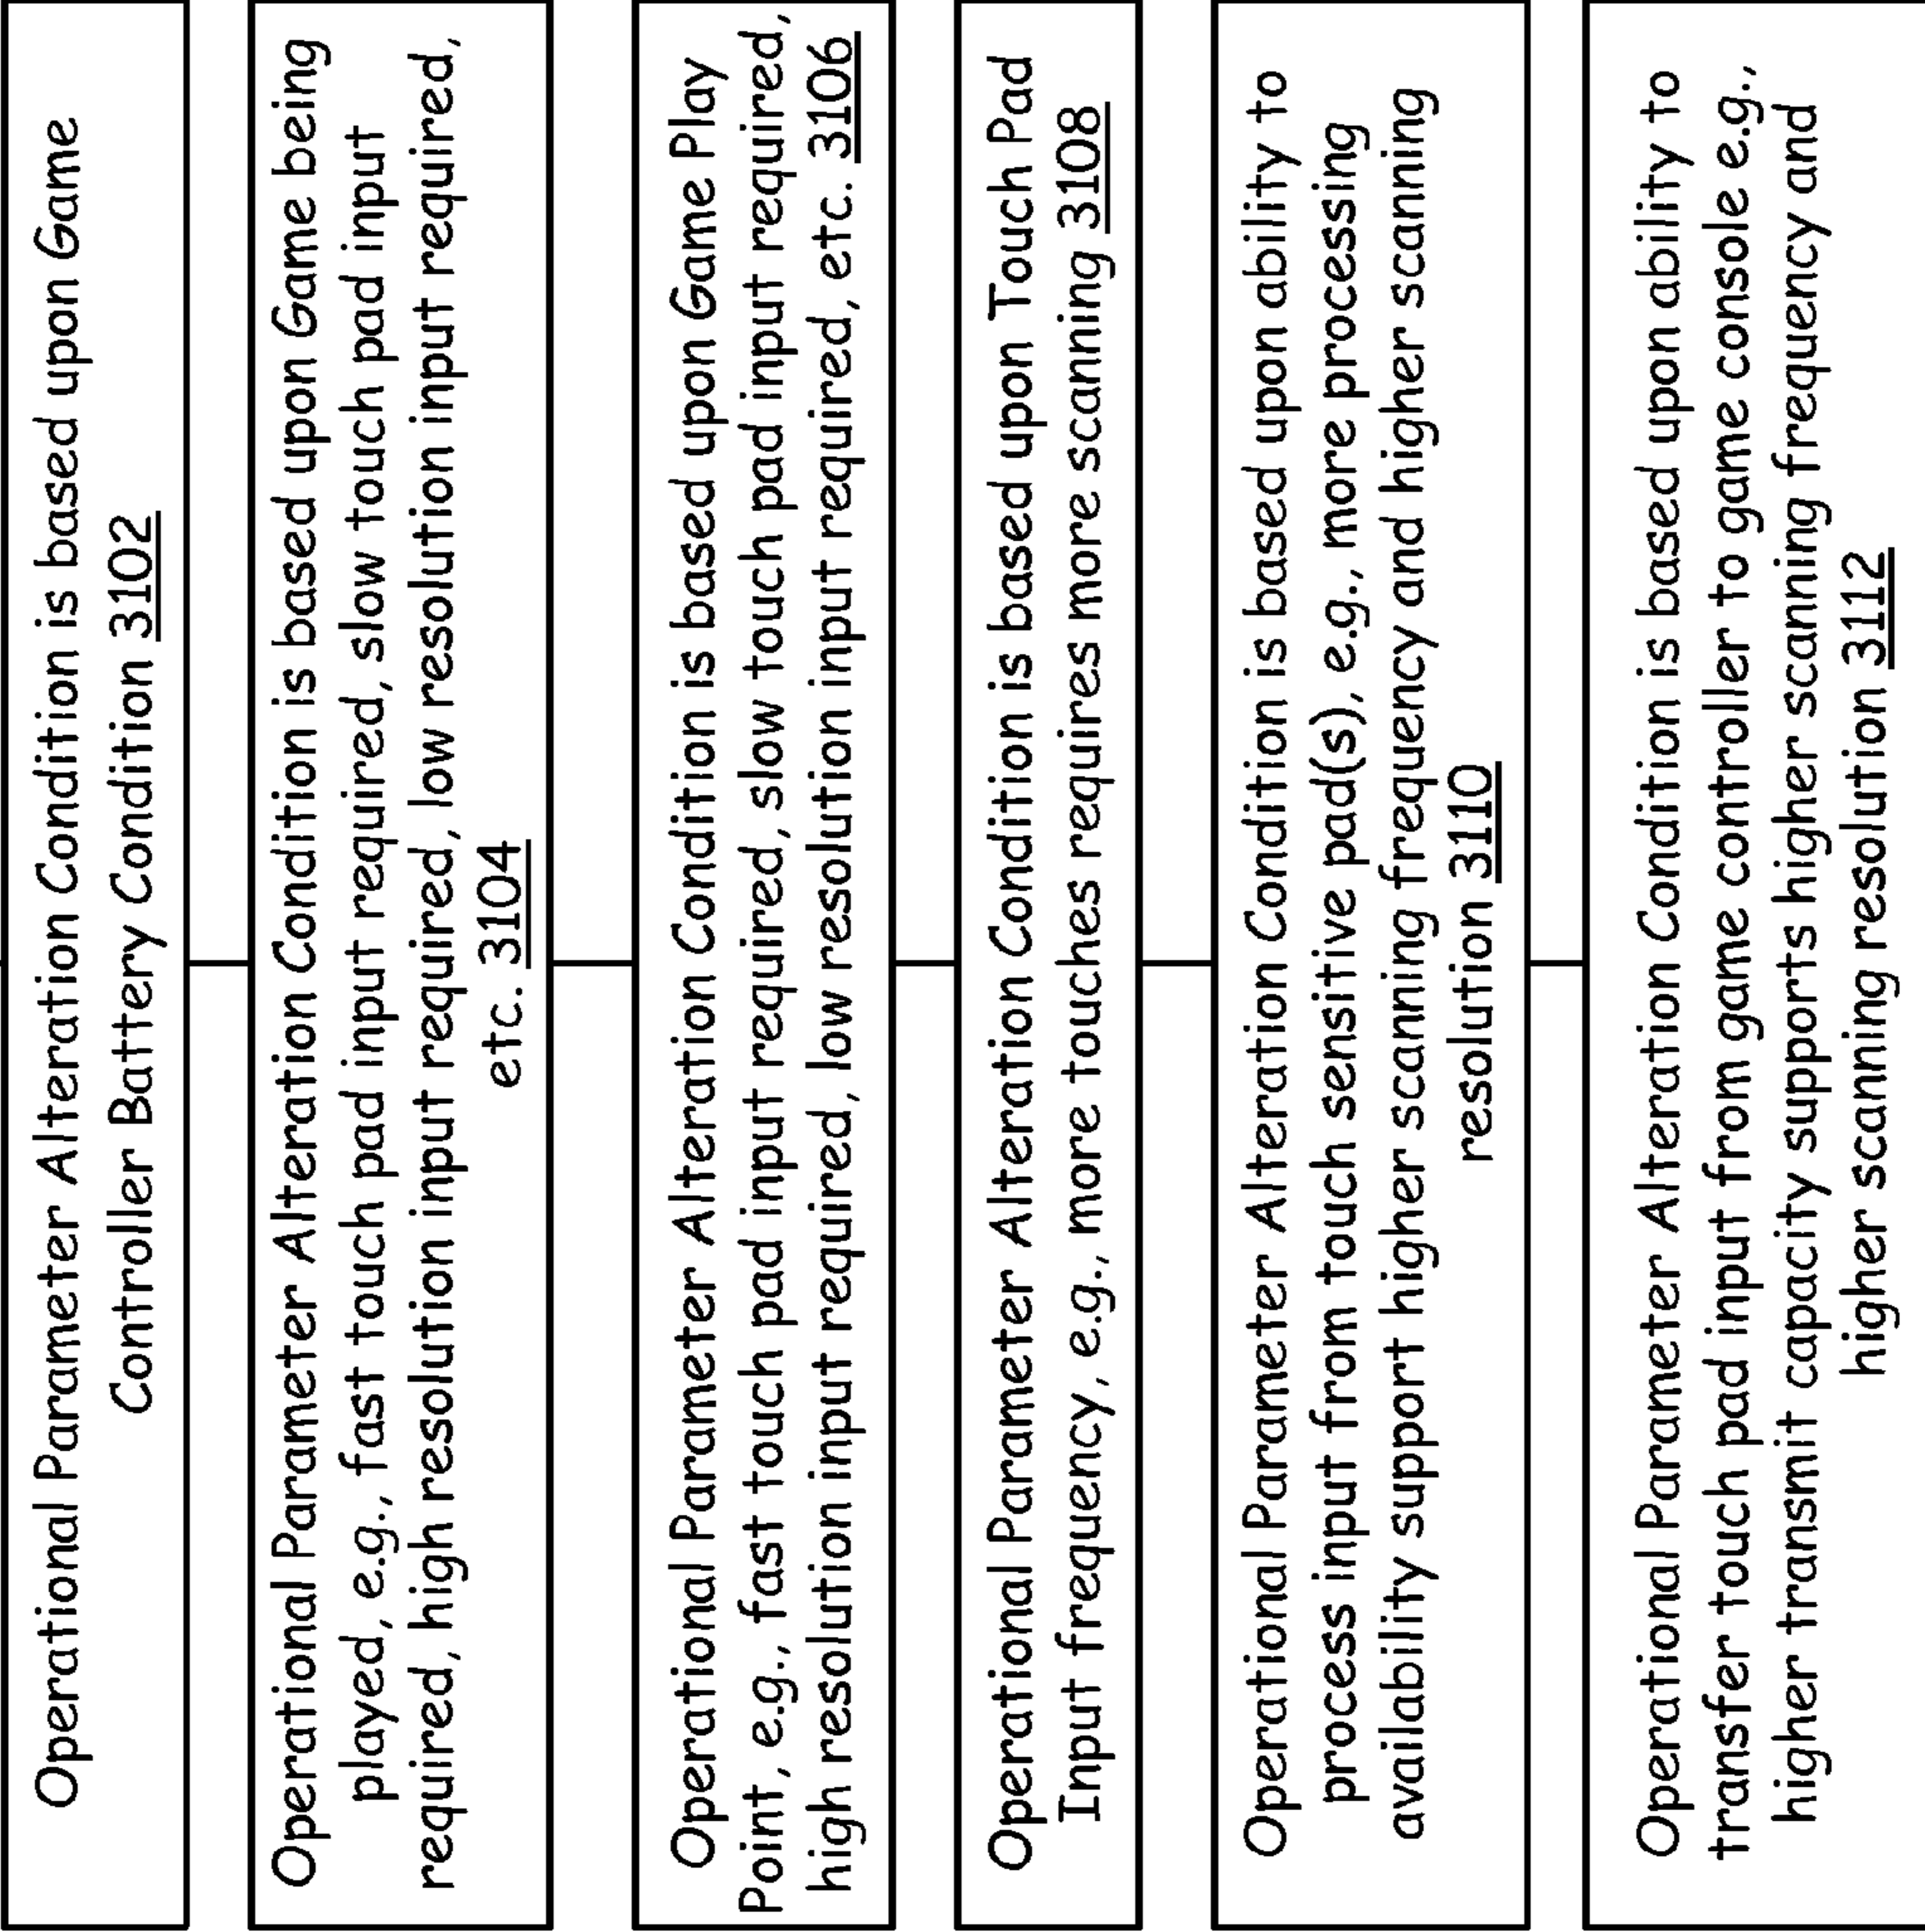 Operational Parameter Alteration Condition is based upon Game
Controller Battery Condition 3102
Operational Parameter Alteration Condition is based upon Game being
played, e.g., fast touch pad input required, slow touch pad input
required, high resolution input required, low resolution input required,
etc. 3104
Operational Parameter Alteration Condition is based upon Game Play
Point, e.g., fast touch pad input required, slow touch pad input required,
high resolution input required, low resolution input required, etc. 3106
Operational Parameter Alteration Condition is based upon Touch Pad
Input frequency, e.g., more touches requires more scanning 3108
Operational Parameter Alteration Condition is based upon ability to
process input from touch sensitive pad(s), e.g., more processing
availability support higher scanning frequency and higher scanning
resolution 3110
Operational Parameter Alteration Condition is based upon ability to
transfer touch pad input from game controller to game console e.g.,
higher transmit capacity supports higher scanning frequency and
higher scanning resolution 3112